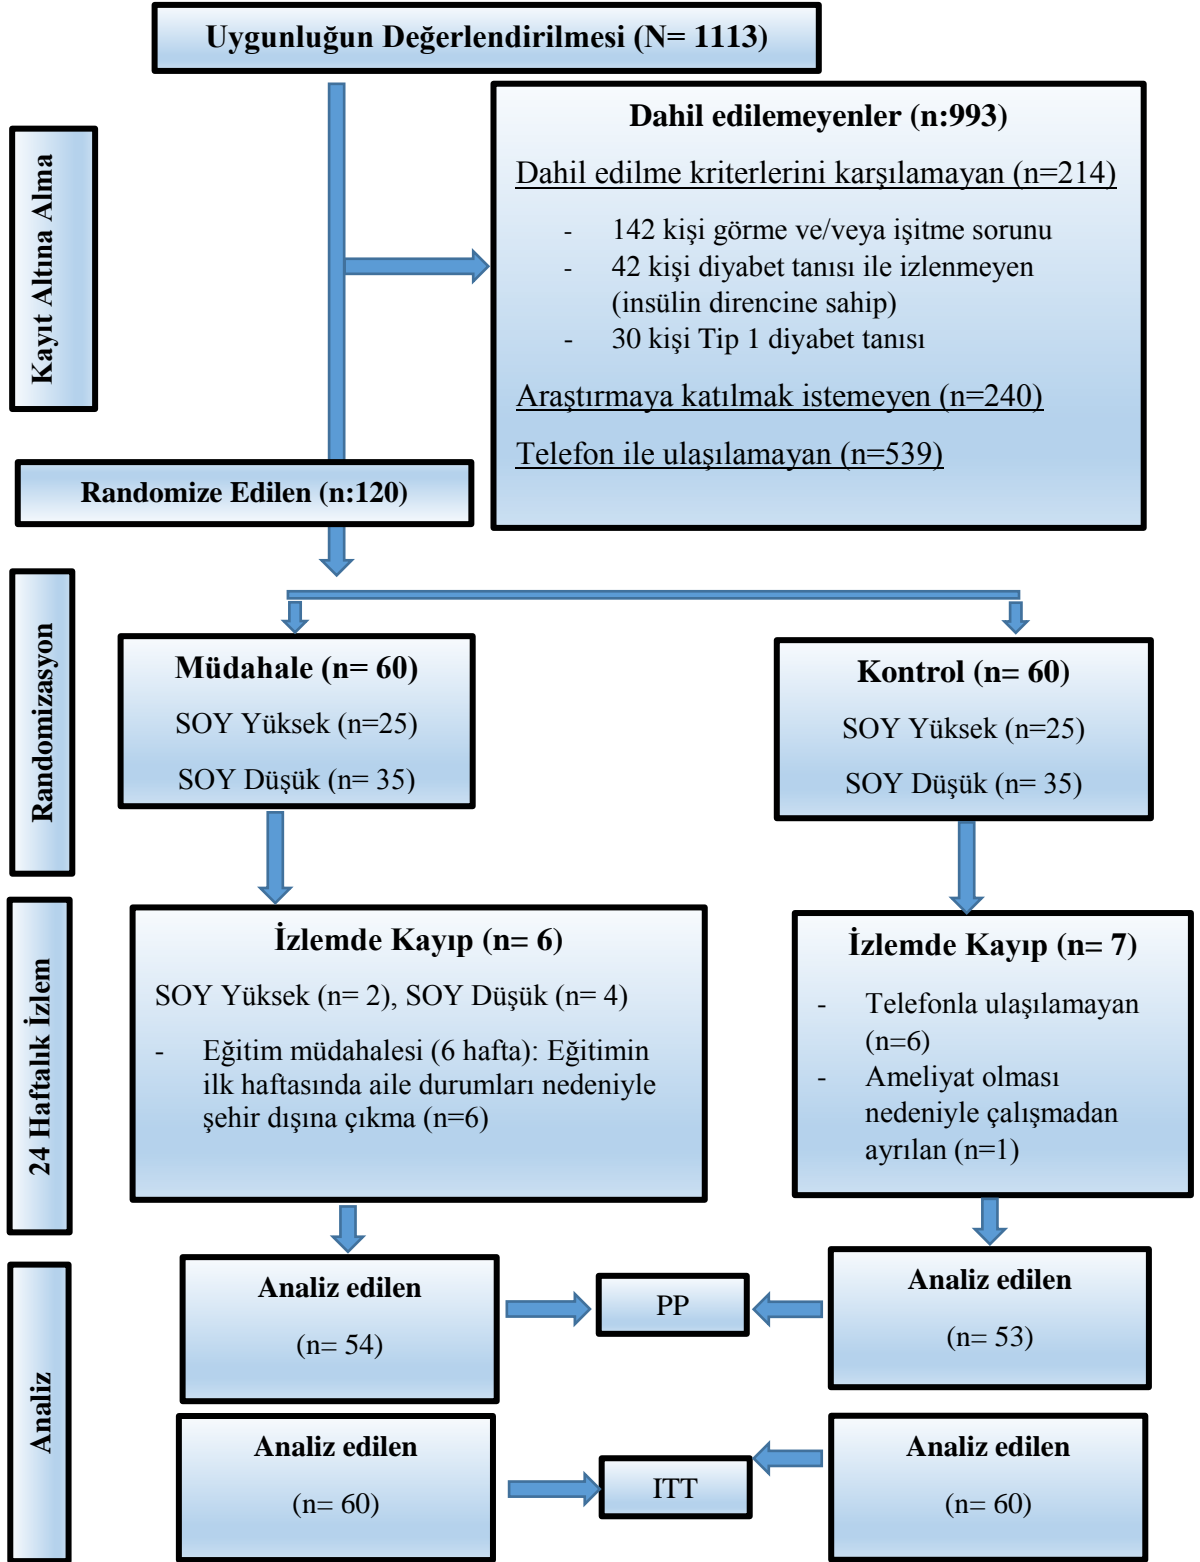 Uygunluğun Değerlendirilmesi (N= 1113)
Kayıt Altına Alma
Dahil edilemeyenler (n:993)
Dahil edilme kriterlerini karşılamayan (n=214)
- 142 kişi görme ve/veya işitme sorunu
- 42 kişi diyabet tanısı ile izlenmeyen
(insülin direncine sahip)
- 30 kişi Tip 1 diyabet tanısı
Araştırmaya katılmak istemeyen (n=240)
Telefon ile ulaşılamayan (n=539)
Randomize Edilen (n:120)
Randomizasyon
Müdahale (n= 60)
SOY Yüksek (n=25)
SOY Düşük (n= 35)
Kontrol (n= 60)
SOY Yüksek (n=25)
SOY Düşük (n= 35)
24 Haftalık İzlem
İzlemde Kayıp (n= 6)
SOY Yüksek (n= 2), SOY Düşük (n= 4)
- Eğitim müdahalesi (6 hafta): Eğitimin
ilk haftasında aile durumları nedeniyle
şehir dışına çıkma (n=6)
İzlemde Kayıp (n= 7)
- Telefonla ulaşılamayan
(n=6)
- Ameliyat olması
nedeniyle çalışmadan
ayrılan (n=1)
Analiz
Analiz edilen
(n= 54)
PP
Analiz edilen
(n= 53)
Analiz edilen
(n= 60)
ITT
Analiz edilen
(n= 60)